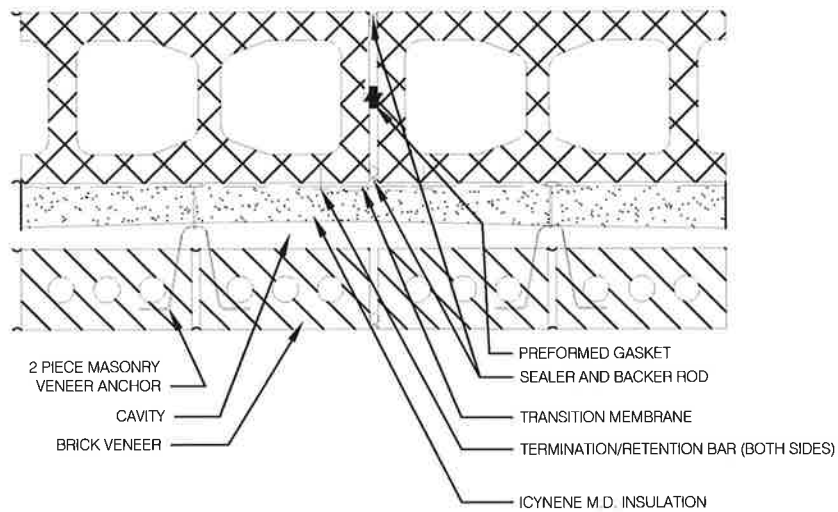 2 PIECE MASONRY
VENEER ANCHOR
CAVITY
BRICK VENEER
PREFORMED GASKET
SEALER AND BACKER ROD
TRANSITION MEMBRANE
TERMINATION/RETENTION BAR (BOTH SIDES)
ICYNENE M.D. INSULATION